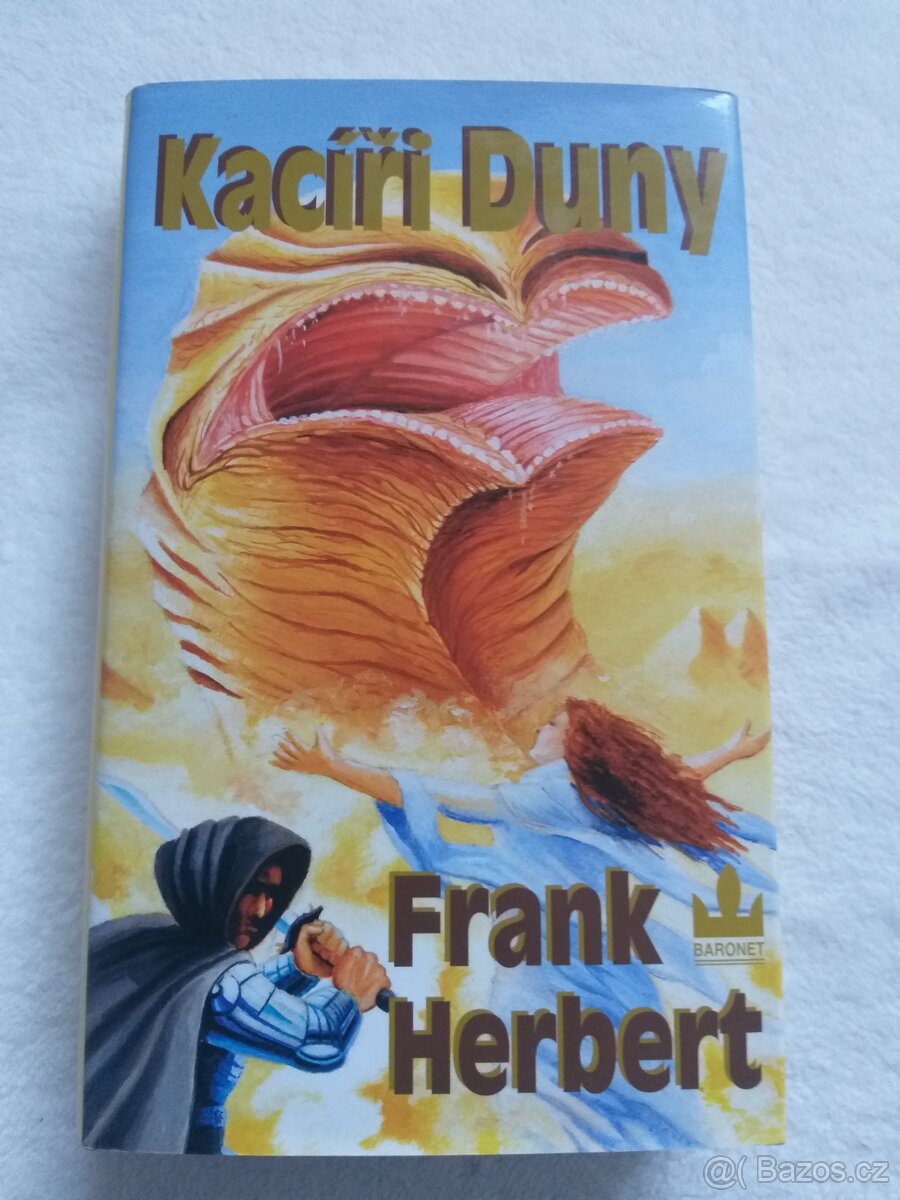 Kacíři Duny
Frank
Herbert
BARONET
@( Bazos.cz